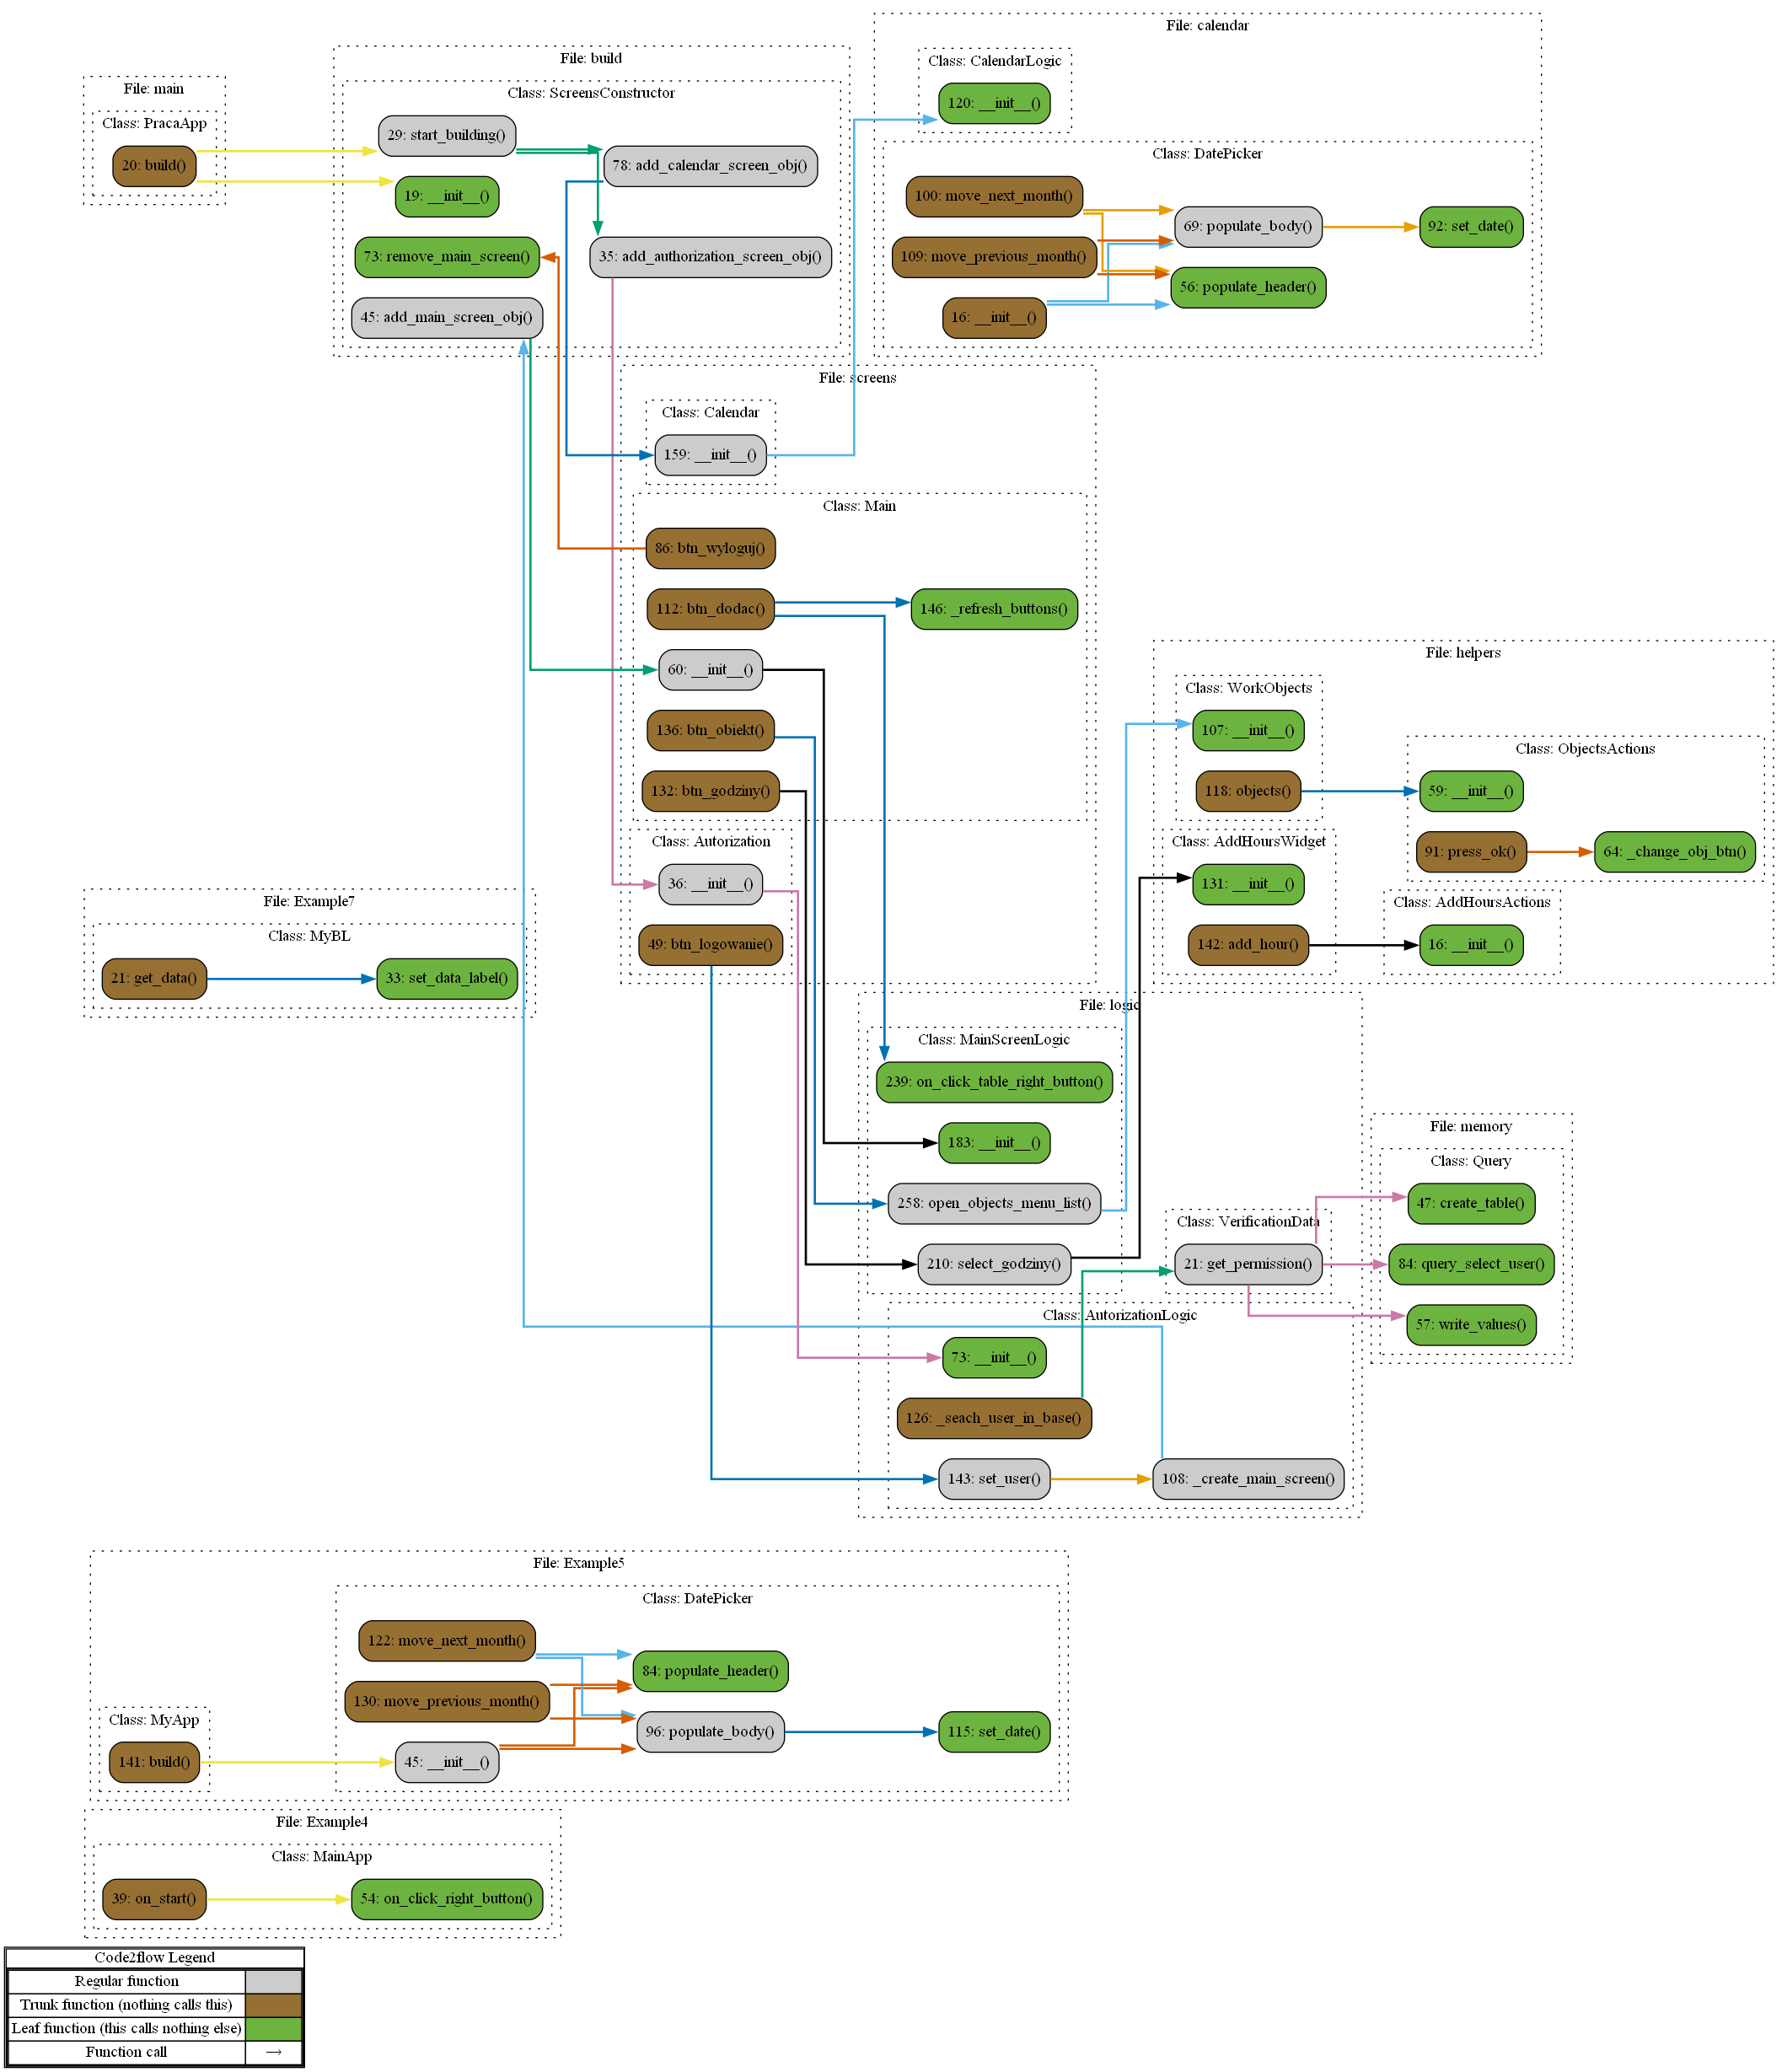 File: main
Class: PracaApp
20: build()
File: build
Class: ScreensConstructor
29: start_building()
78: add_calendar_screen_obj()
19: __init__()
73: remove_main_screen()
35: add_authorization_screen_obj()
45: add_main_screen_obj()
File: calendar
Class: CalendarLogic
120: __init__()
Class: DatePicker
100: move_next_month()
69: populate_body()
92: set_date()
109: move_previous_month()
56: populate_header()
16: __init__()
File: screens
Class: Calendar
159: __init__()
Class: Main
86: btn_wyloguj()
112: btn_dodac()
146: _refresh_buttons()
60: __init__()
136: btn_obiekt()
132: btn_godziny()
Class: Autorization
36: __init__()
49: btn_logowanie()
File: helpers
Class: WorkObjects
107: __init__()
118: objects()
Class: ObjectsActions
59: __init__()
91: press_ok()
64: _change_obj_btn()
Class: AddHoursWidget
131: __init__()
142: add_hour()
Class: AddHoursActions
16: __init__()
File: Example7
Class: MyBL
21: get_data()
33: set_data_label()
File: logic
Class: MainScreenLogic
239: on_click_table_right_button()
183: __init__()
258: open_objects_menu_list()
210: select_godziny()
Class: VerificationData
21: get_permission()
Class: AutorizationLogic
73: __init__()
126: _seach_user_in_base()
143: set_user()
108: _create_main_screen()
File: memory
Class: Query
47: create_table()
84: query_select_user()
57: write_values()
File: Example5
Class: DatePicker
122: move_next_month()
84: populate_header()
130: move_previous_month()
96: populate_body()
115: set_date()
45: __init__()
Class: MyApp
141: build()
File: Example4
Class: MainApp
39: on_start()
54: on_click_right_button()
Code2flow Legend
Regular function
Trunk function (nothing calls this)
Leaf function (this calls nothing else)
Function call →